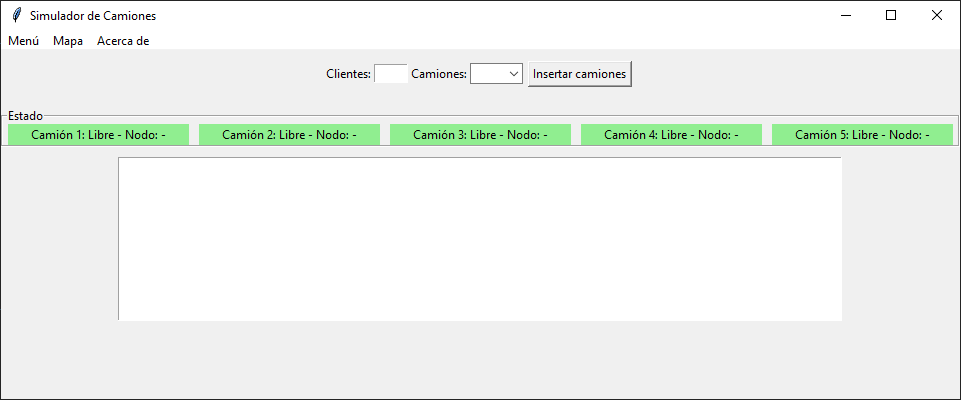 Simulador de Camiones
Menú Mapa Acerca de
Clientes: Camiones: Insertar camiones
Estado
Camión 1: Libre - Nodo: - Camión 2: Libre - Nodo: - Camión 3: Libre - Nodo: - Camión 4: Libre - Nodo: - Camión 5: Libre - Nodo: -